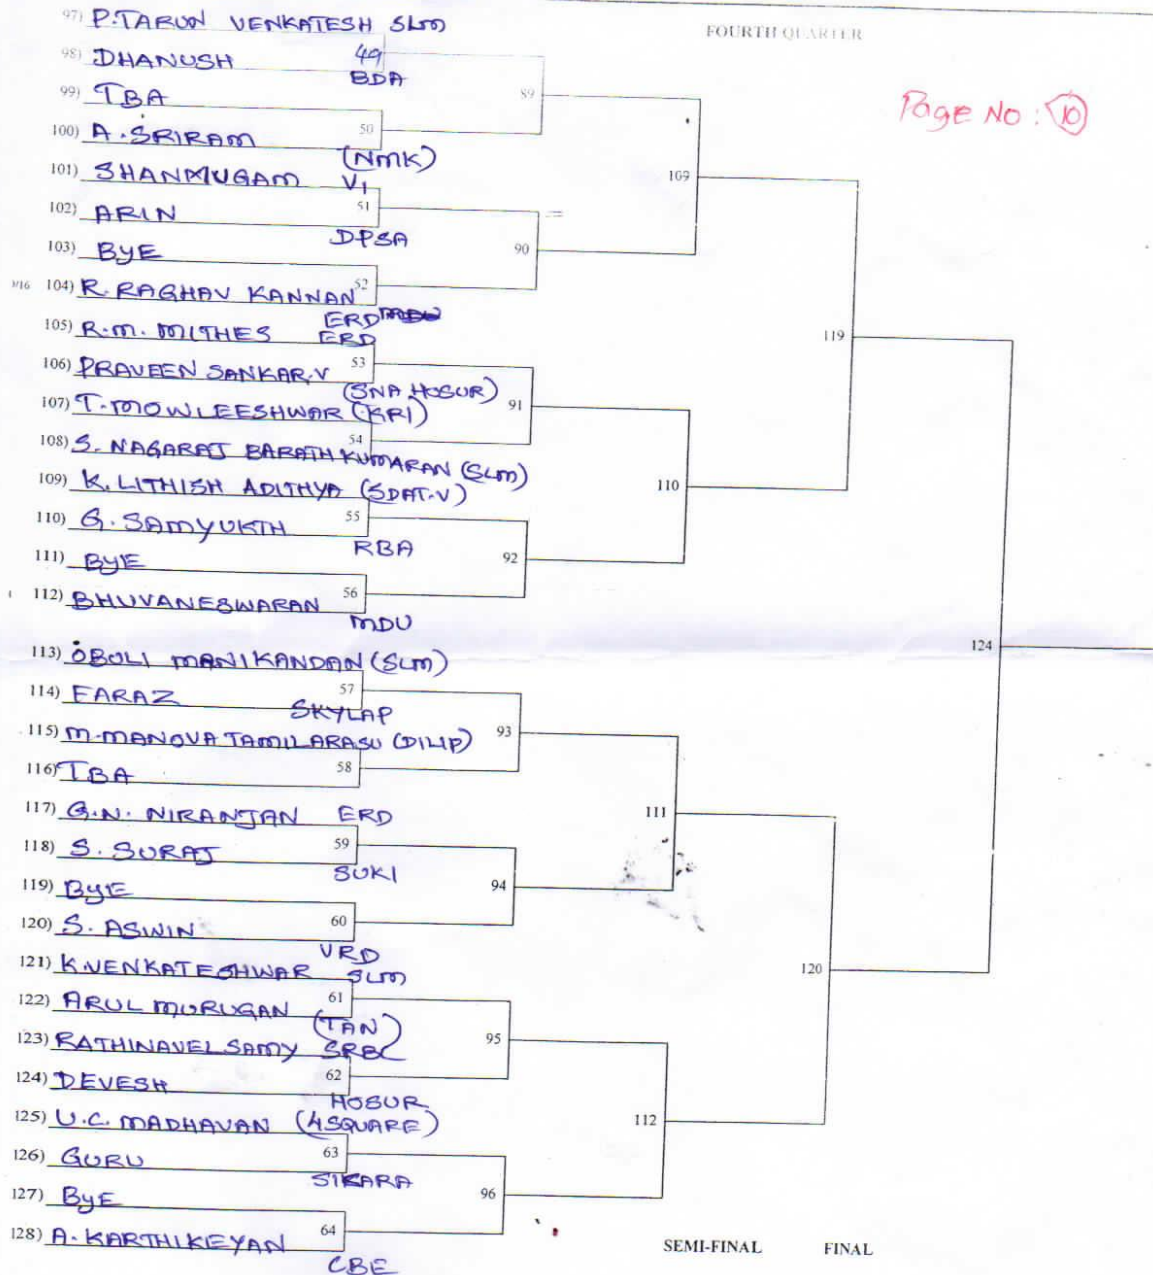 FOURTH QUARTER
Page No: 10
97) P.TARUN VENKATESH SLM
98) DHANUSH 49
BDA
89
99) TBA
100) A.SRIRAM 50
(NMK)
101) SHANMUGAM VI
109
102) ARIN 51
DPSA
90
103) BYE
9/16 104) R.RAGHAV KANNAN 52
ERD
105) R.M. MITHES ERD
119
106) PRAVEEN SANKAR.V 53
(SNA HOSUR)
91
107) T.MOWLEESHWAR (KRI)
108) S. NAGARAJ BARATH KUMARAN (SLM) 54
109) K.LITHISH ADITHYA (SDAT-V)
110
110) G. SAMYUKTH 55
RBA
92
111) BYE
112) BHUVANESWARAN 56
MDU
113) OBULI MANIKANDAN (SLM)
124
114) FARAZ 57
SKYLAP
93
115) M.MANOVA TAMILARASU (DILIP)
116) TBA 58
117) G.N. NIRANJAN ERD
111
118) S. SURAJ 59
SUKI
94
119) BYE
120) S. ASWIN 60
VRD
121) K.VENKATESHWAR SLM
120
122) ARUL MURUGAN 61
(TAN)
95
123) RATHINAVEL SAMY SRBC
124) DEVESH 62
HOSUR
125) U.C. MADHAVAN (4SQUARE)
112
126) GURU 63
SIKARA
96
127) BYE
128) A. KARTHIKEYAN 64
CBE
SEMI-FINAL FINAL